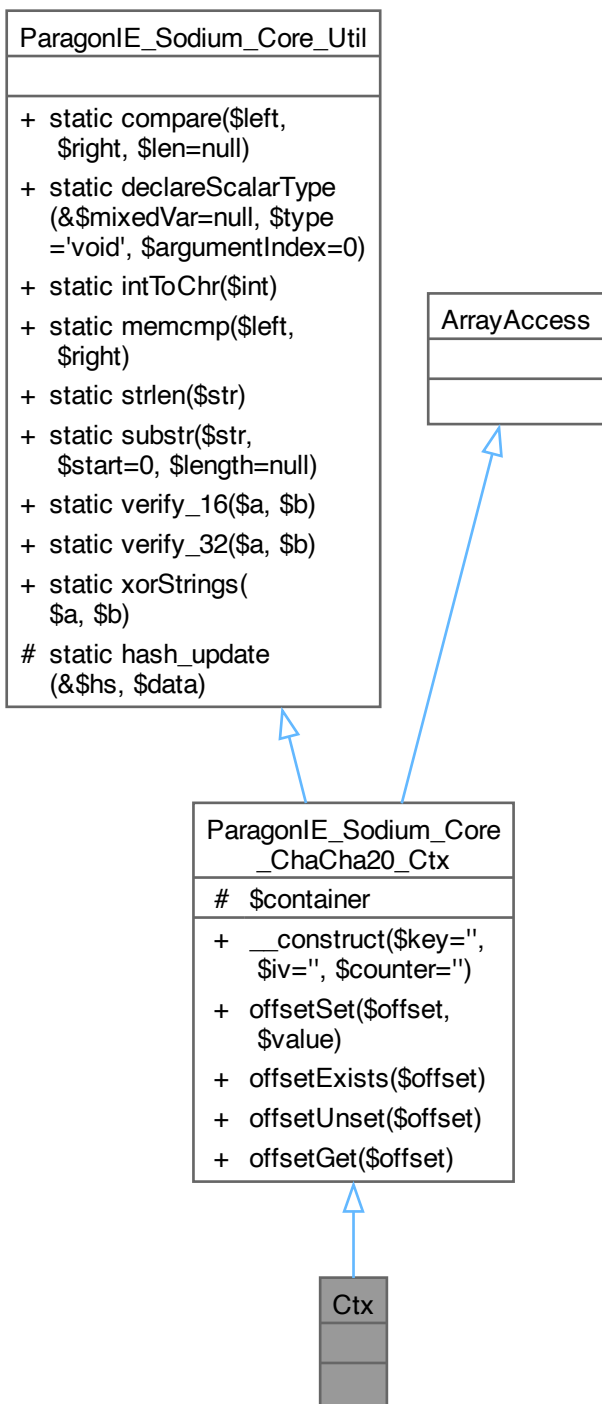 ParagonIE_Sodium_Core_Util
+ static compare($left,
$right, $len=null)
+ static declareScalarType
(&$mixedVar=null, $type
='void', $argumentIndex=0)
+ static intToChr($int)
+ static memcmp($left,
$right)
+ static strlen($str)
+ static substr($str,
$start=0, $length=null)
+ static verify_16($a, $b)
+ static verify_32($a, $b)
+ static xorStrings(
$a, $b)
# static hash_update
(&$hs, $data)
ArrayAccess
ParagonIE_Sodium_Core
_ChaCha20_Ctx
# $container
+ __construct($key='',
$iv='', $counter='')
+ offsetSet($offset,
$value)
+ offsetExists($offset)
+ offsetUnset($offset)
+ offsetGet($offset)
Ctx